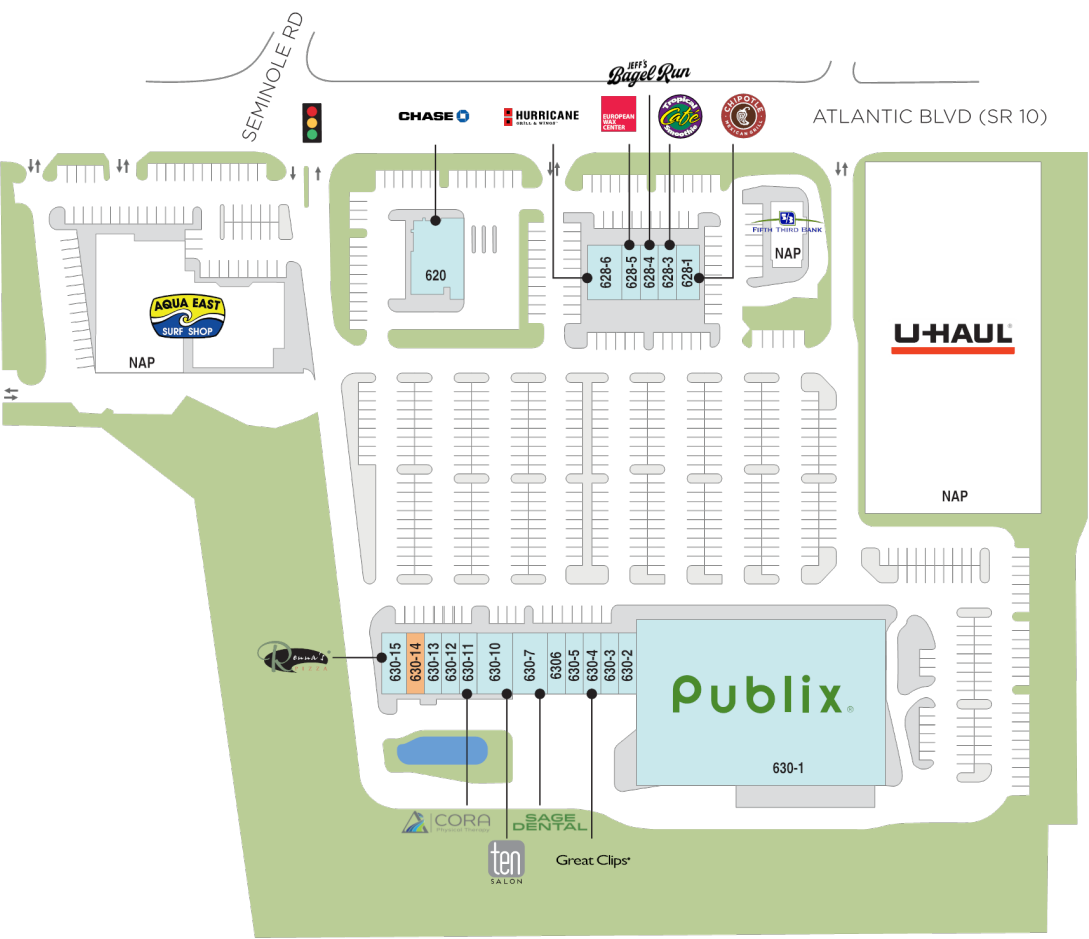 SEMINOLE RD
JEFF'S
Bagel Run
CHASE
HURRICANE
GRILL & WINGS
EUROPEAN
WAX
CENTER
Tropical
Cafe
Smoothie
CHIPOTLE
MEXICAN GRILL
ATLANTIC BLVD (SR 10)
FIFTH THIRD BANK
NAP
620
628-6
628-5
628-4
628-3
628-1
AQUA EAST
SURF SHOP
NAP
U-HAUL®
NAP
Renna's®
PIZZA
630-15
630-14
630-13
630-12
630-11
630-10
630-7
6306
630-5
630-4
630-3
630-2
Publix®
630-1
CORA
Physical Therapy
SAGE
DENTAL
ten
SALON
Great Clips®